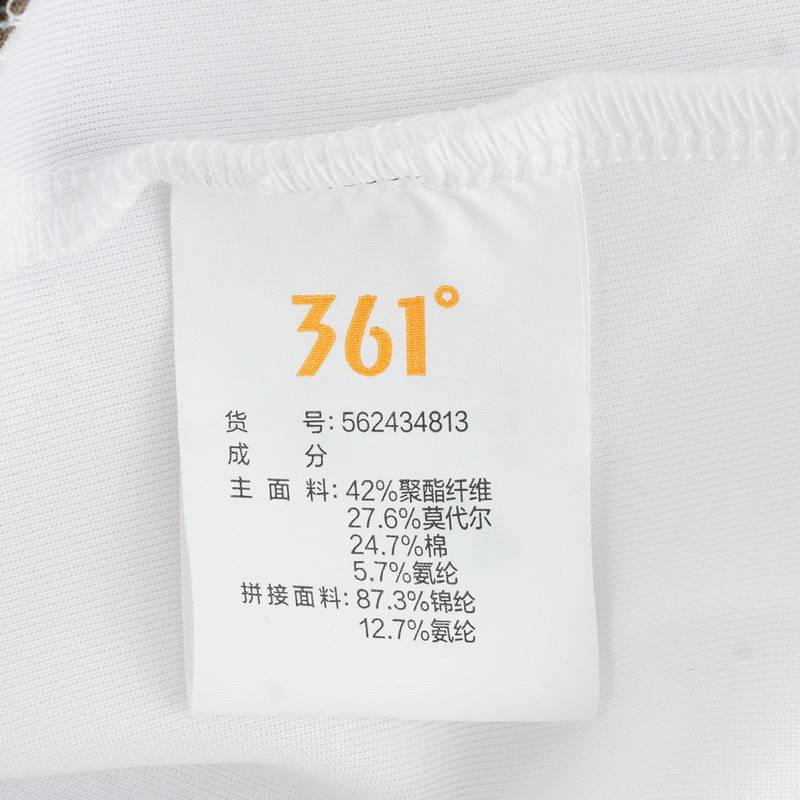 361°
货 号: 562434813
成 分
主 面 料: 42%聚酯纤维
27.6%莫代尔
24.7%棉
5.7%氨纶
拼接面料: 87.3%锦纶
12.7%氨纶